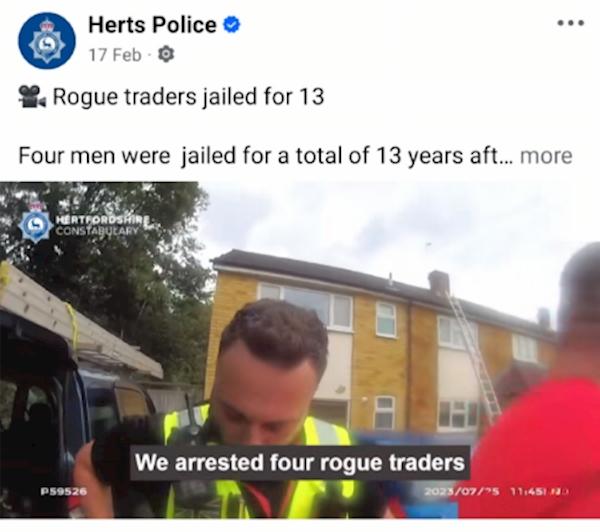 Herts Police
17 Feb ·
Rogue traders jailed for 13
Four men were jailed for a total of 13 years aft... more
HERTFORDSHIRE
CONSTABULARY
We arrested four rogue traders
P59526